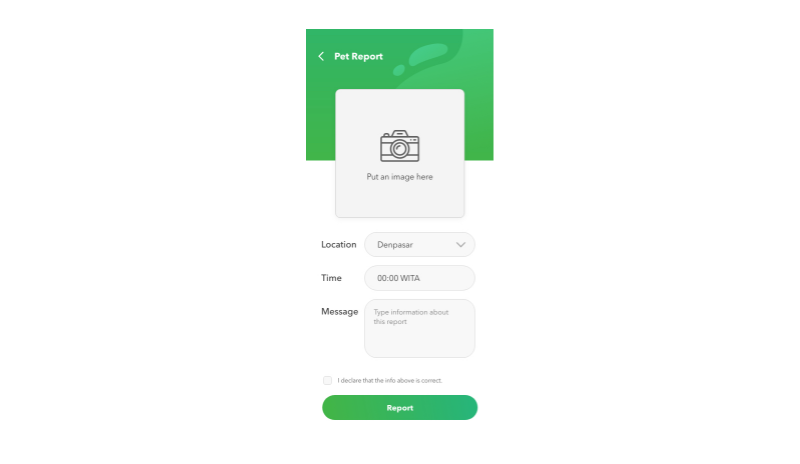 Pet Report
Put an image here
Location
Denpasar
Time
00:00 WITA
Message
Type information about
this report
I declare that the info above is correct.
Report